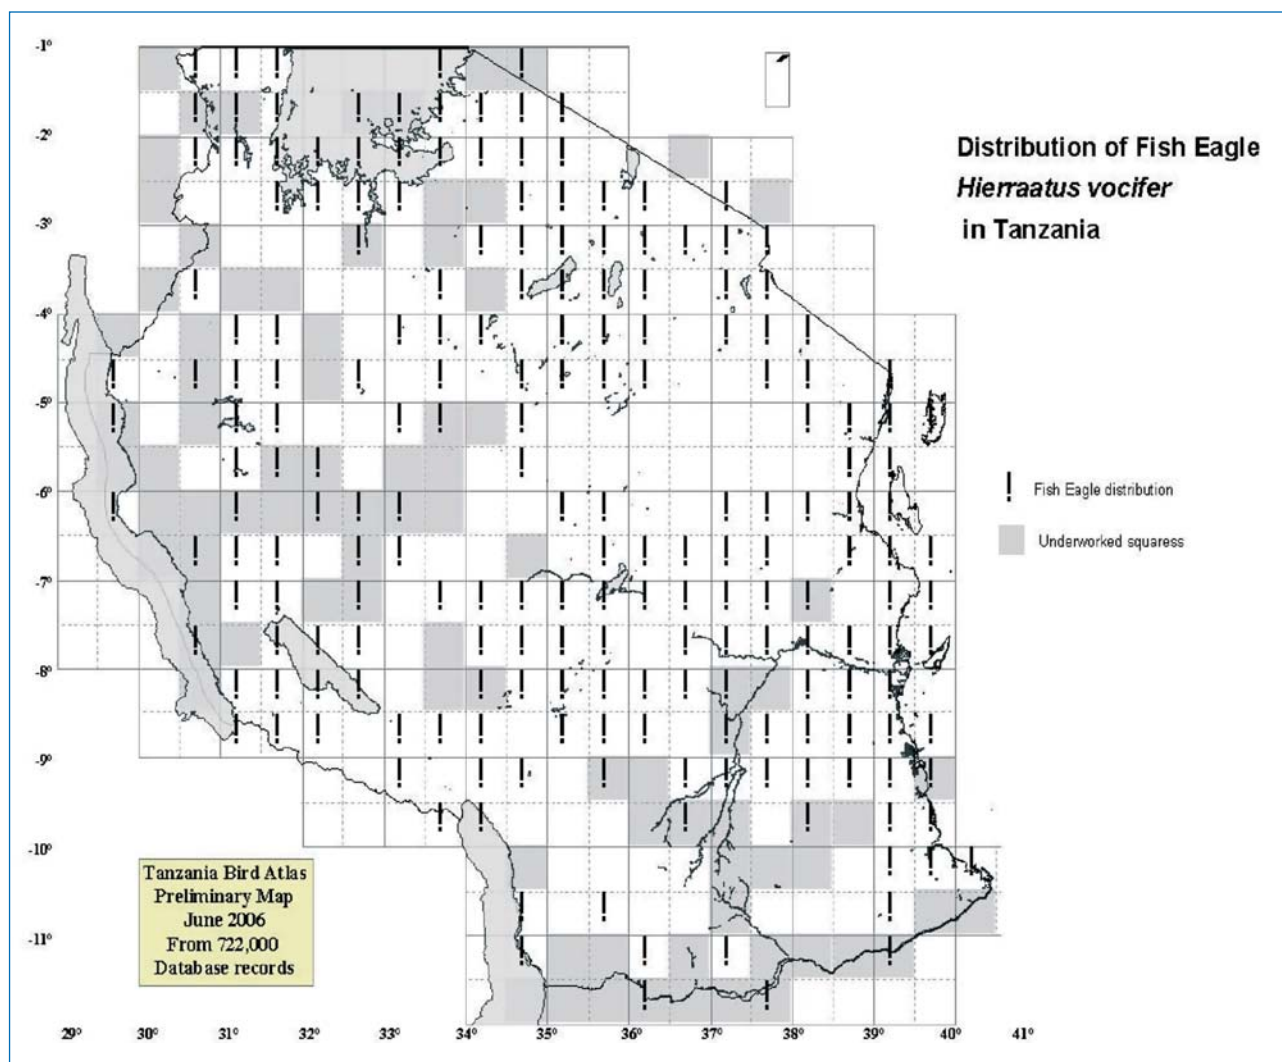 Distribution of Fish Eagle
Hierraatus vocifer
in Tanzania
-1º
-2º
-3º
-4º
-5º
-6º
-7º
-8º
-9º
-10º
-11º
Fish Eagle distribution
Underworked squaress
Tanzania Bird Atlas
Preliminary Map
June 2006
From 722,000
Database records
29º 30º 31º 32º 33º 34º 35º 36º 37º 38º 39º 40º 41º